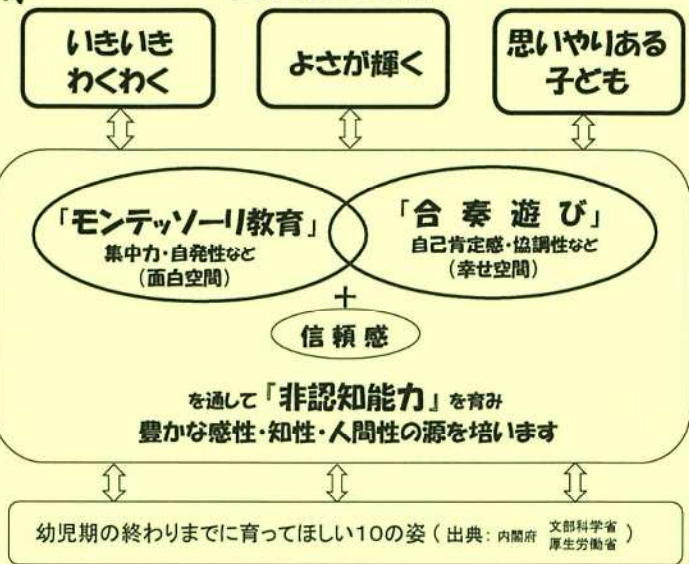 いきいき
わくわく
よさが輝く
思いやりある
子ども
「モンテッソーリ教育」
集中力・自発性など
(面白空間)
「合奏遊び」
自己肯定感・協調性など
(幸せ空間)
+
信頼感
を通して『非認知能力』を育み
豊かな感性・知性・人間性の源を培います
幼児期の終わりまでに育ってほしい10の姿(出典:内閣府 文部科学省 厚生労働省)